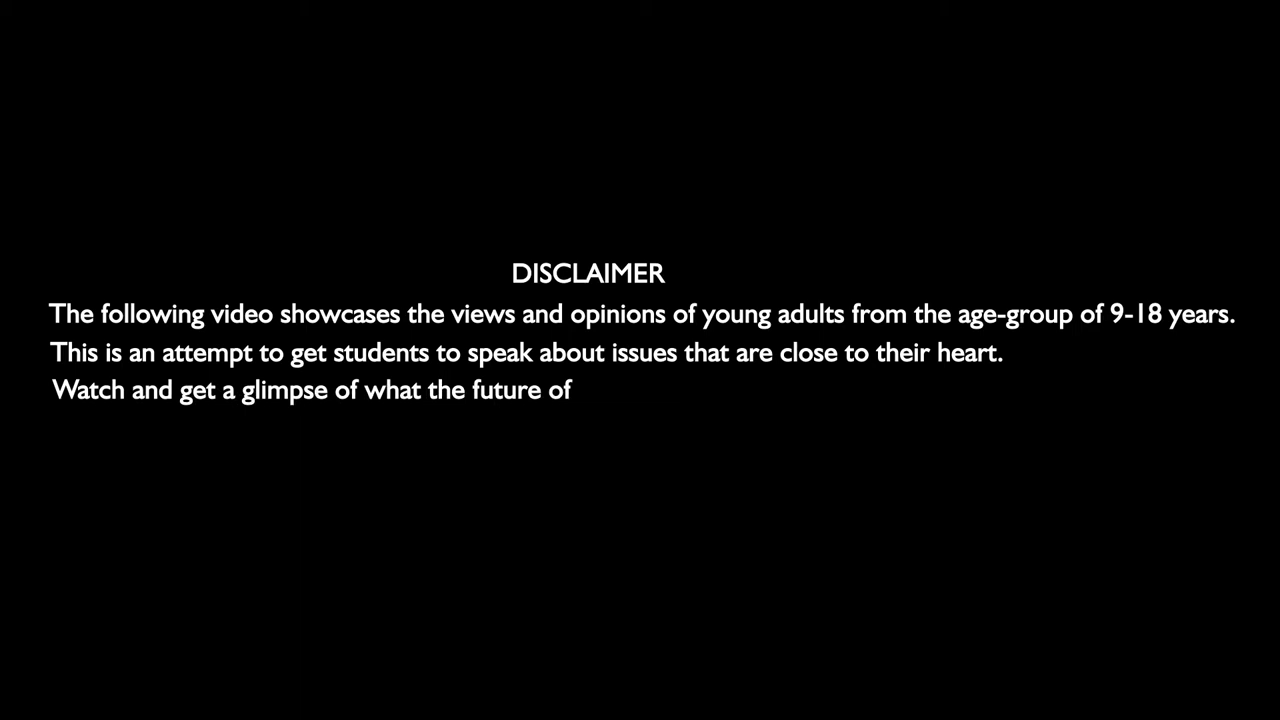 DISCLAIMER
The following video showcases the views and opinions of young adults from the age-group of 9-18 years.
This is an attempt to get students to speak about issues that are close to their heart.
Watch and get a glimpse of what the future of